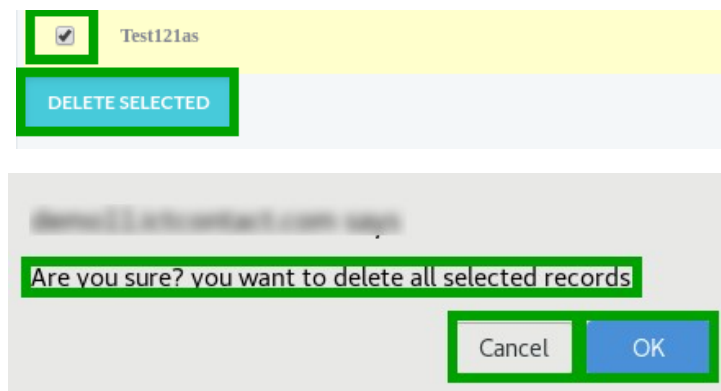 Test121as
DELETE SELECTED
Are you sure? you want to delete all selected records
Cancel
OK